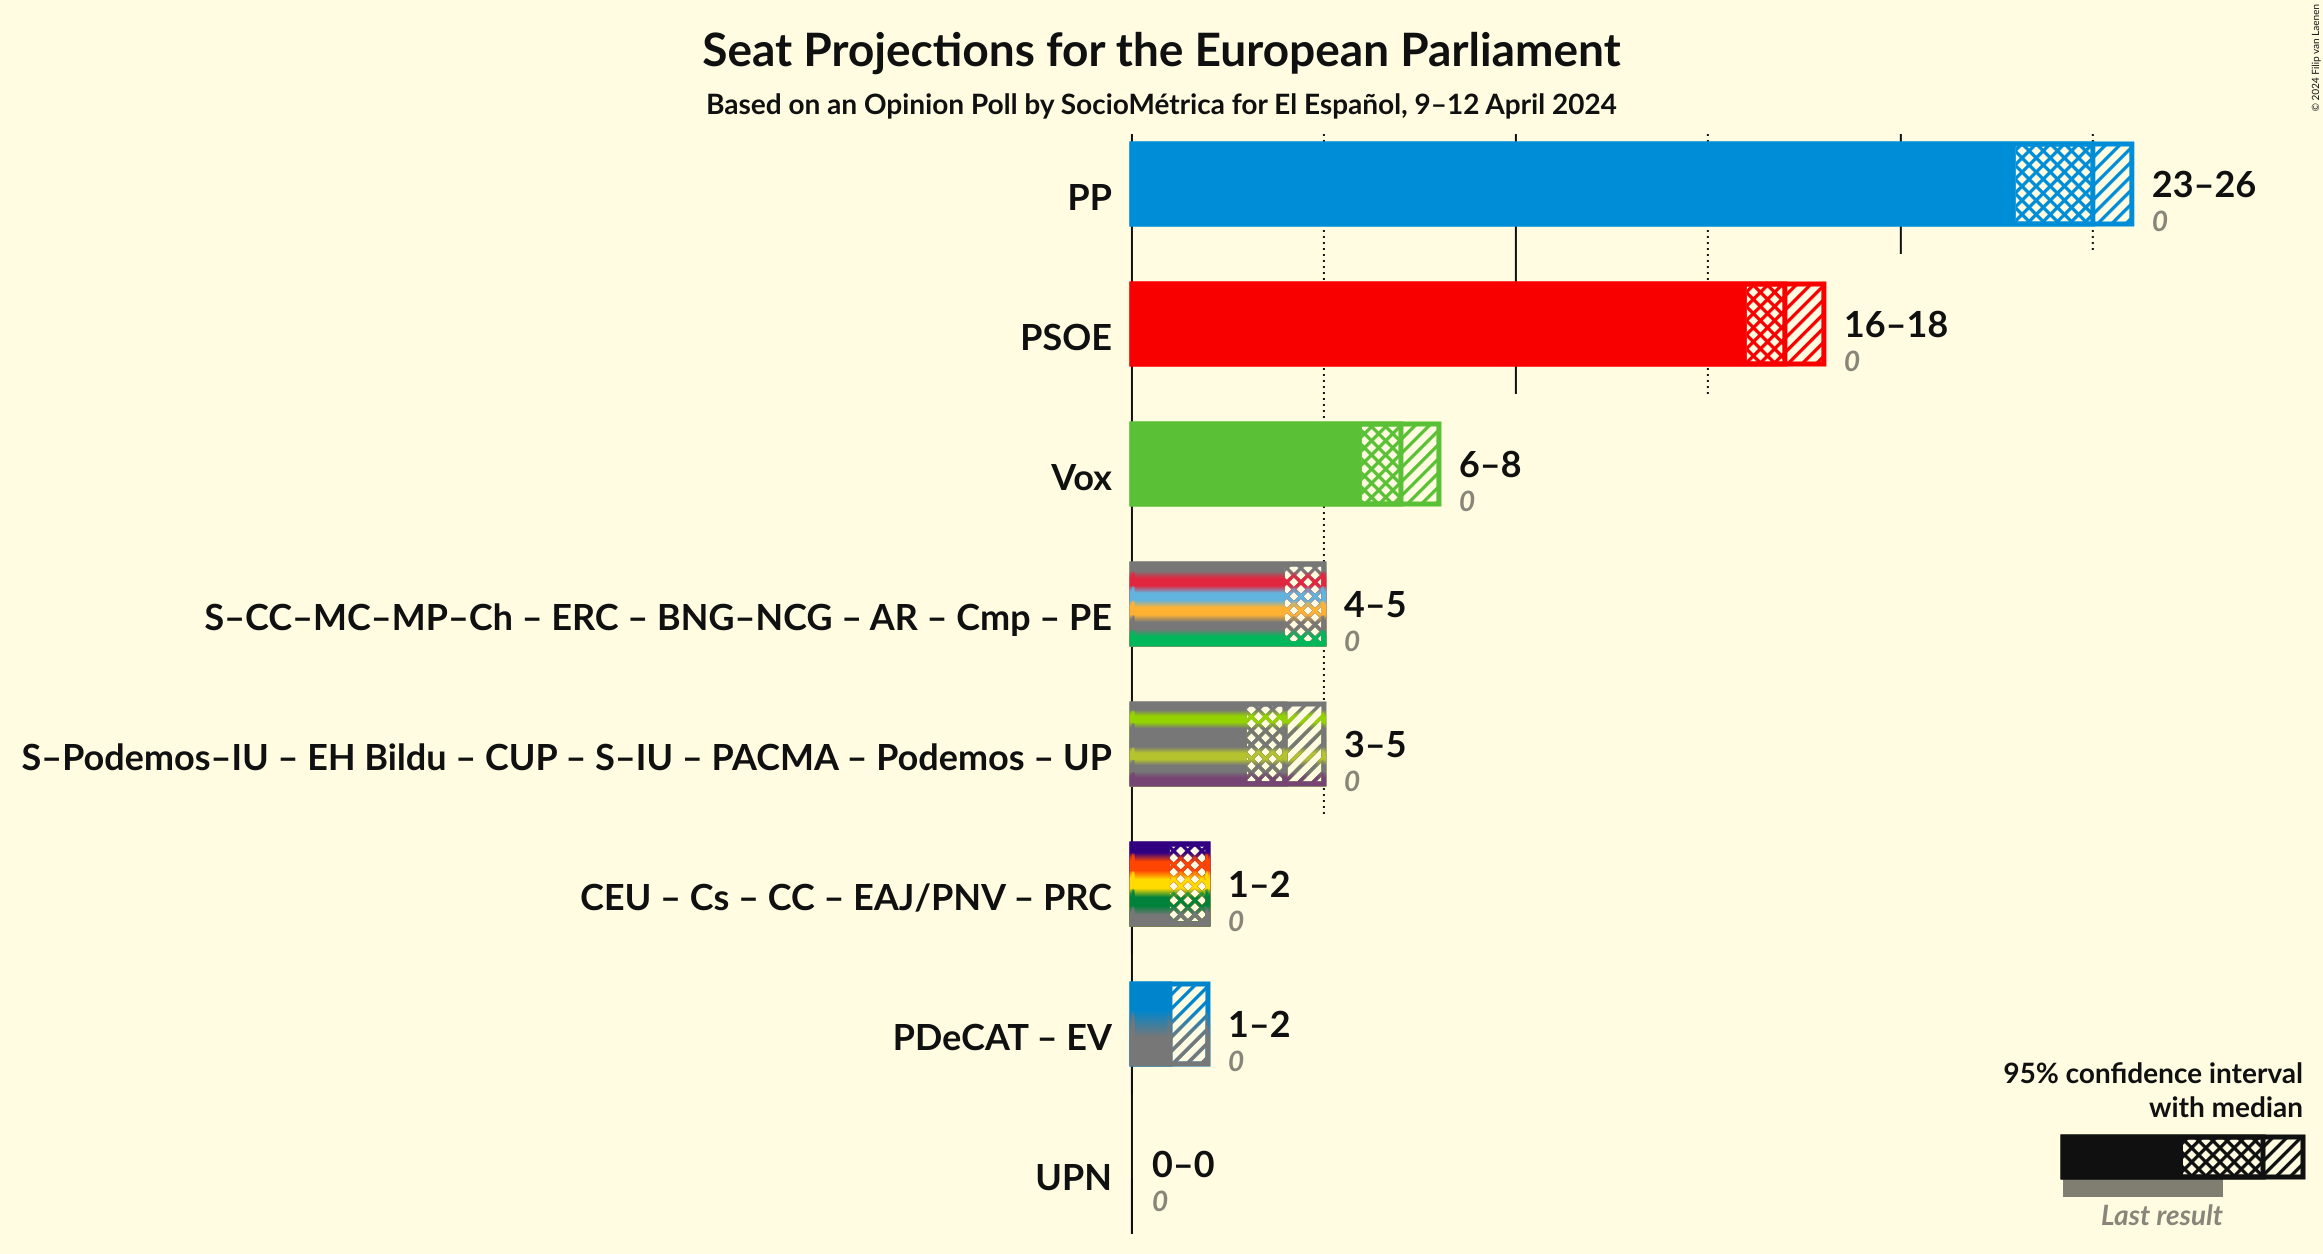 Seat Projections for the European Parliament
Based on an Opinion Poll by SocioMétrica for El Español, 9–12 April 2024
© 2024 Filip van Laenen
PP
23–26
0
PSOE
16–18
0
Vox
6–8
0
S–CC–MC–MP–Ch – ERC – BNG–NCG – AR – Cmp – PE
4–5
0
S–Podemos–IU – EH Bildu – CUP – S–IU – PACMA – Podemos – UP
3–5
0
CEU – Cs – CC – EAJ/PNV – PRC
1–2
0
PDeCAT – EV
1–2
0
UPN
0–0
0
95% confidence interval
with median
Last result